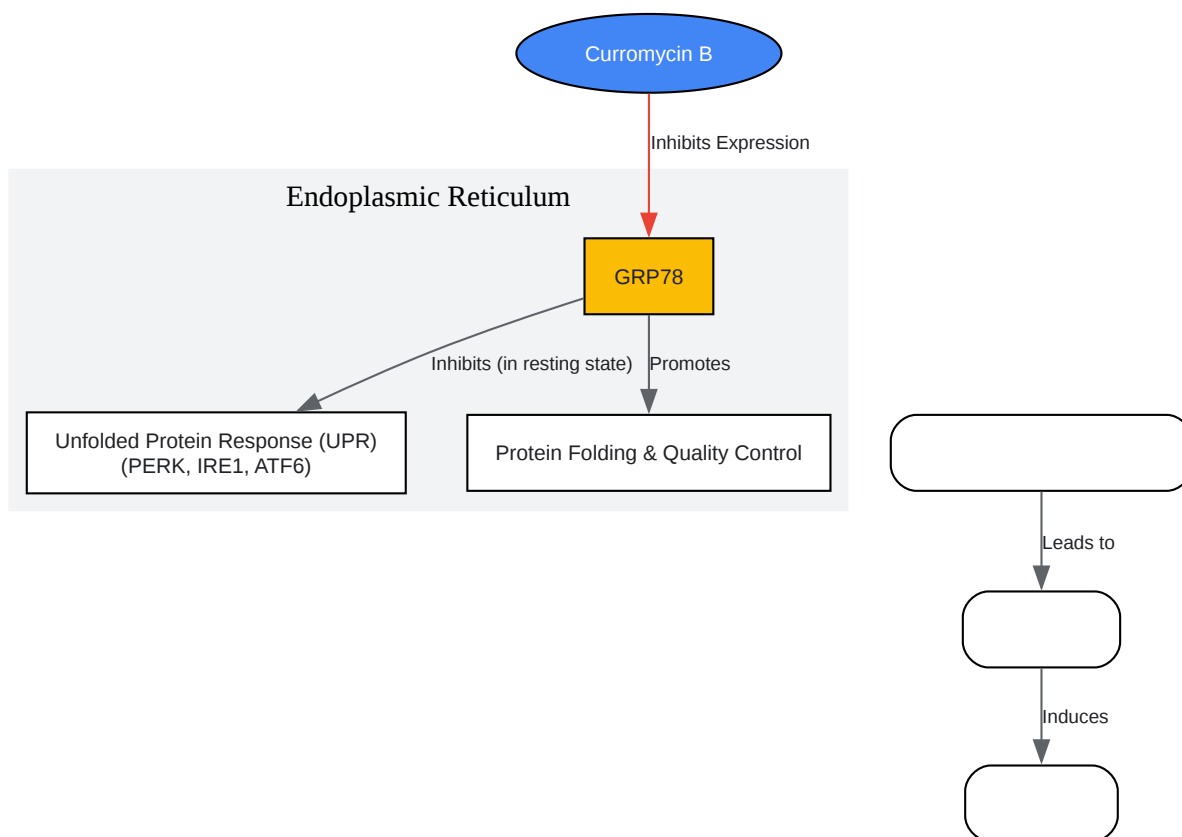 Curromycin B
Inhibits Expression
Endoplasmic Reticulum
GRP78
Inhibits (in resting state)
Promotes
Unfolded Protein Response (UPR)
(PERK, IRE1, ATF6)
Protein Folding & Quality Control
Leads to
Induces